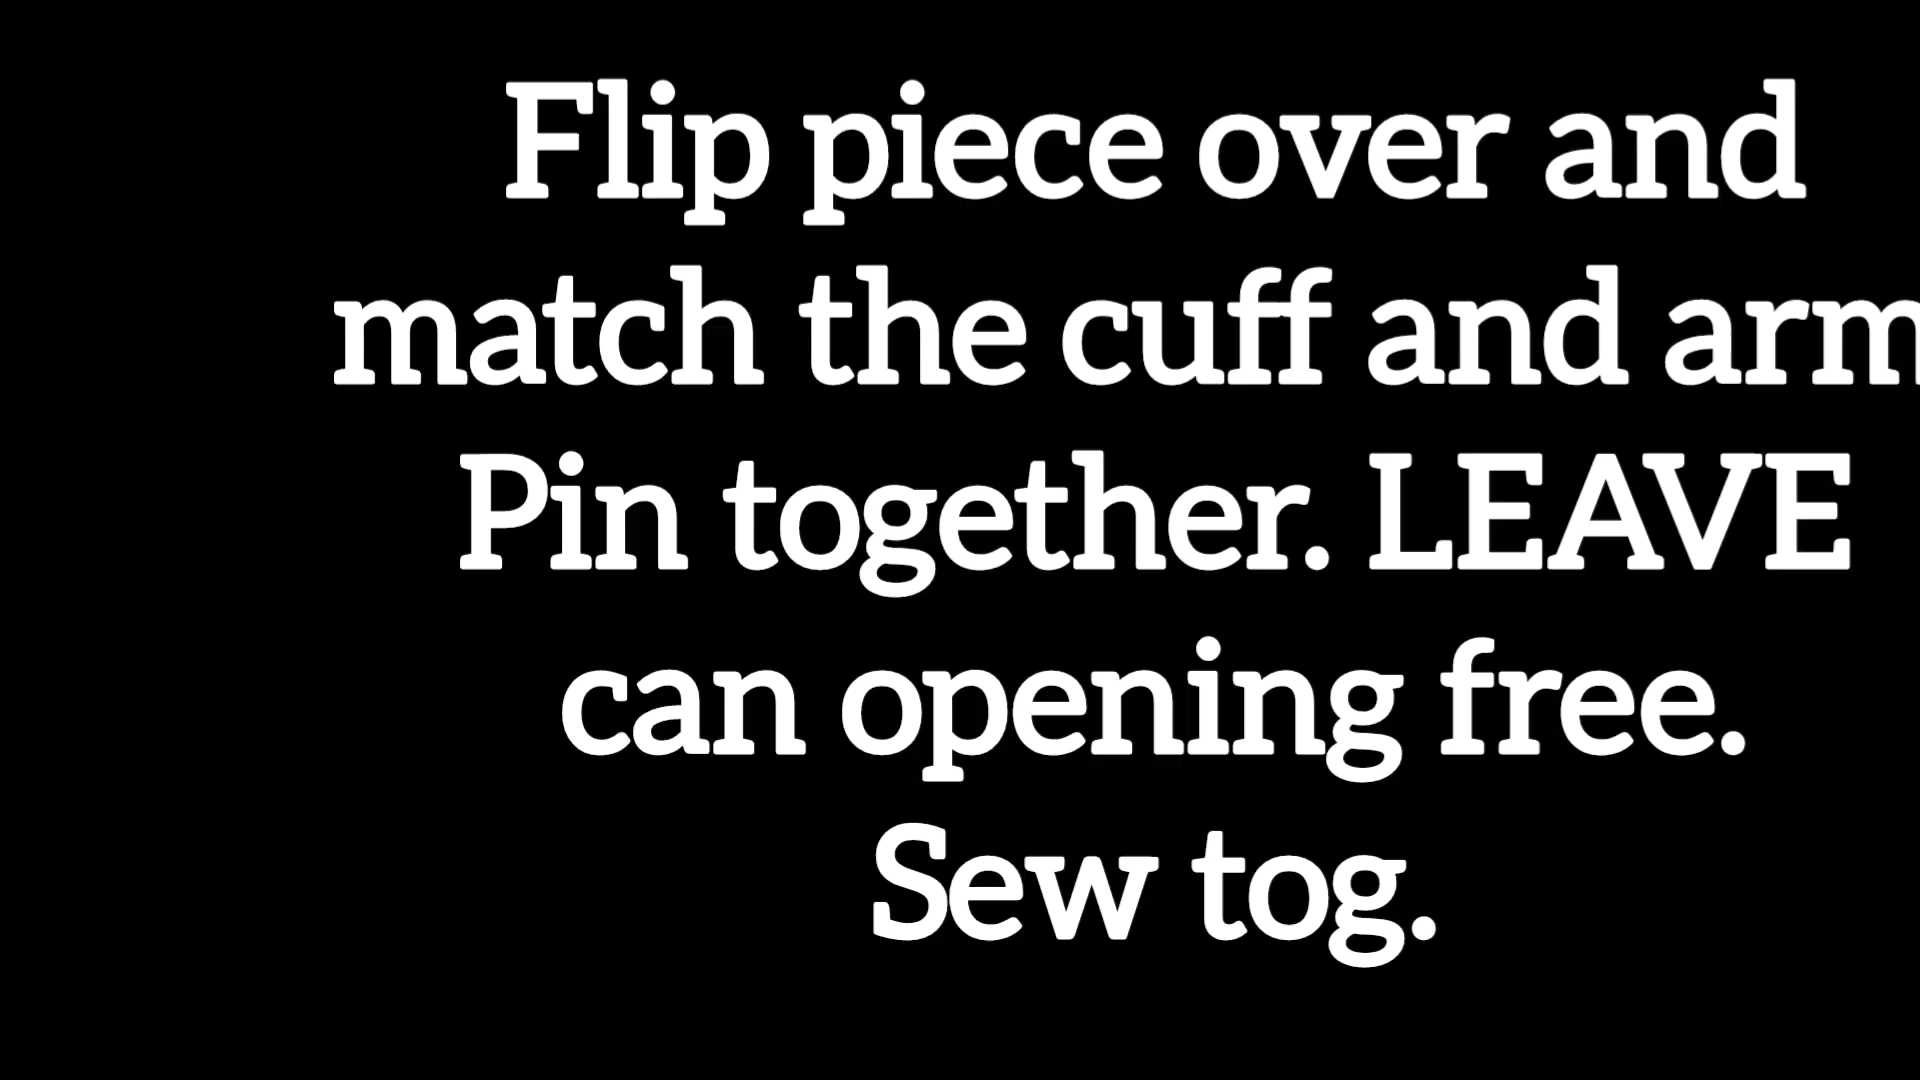 Flip piece over and
match the cuff and arm
Pin together. LEAVE
can opening free.
Sew tog.